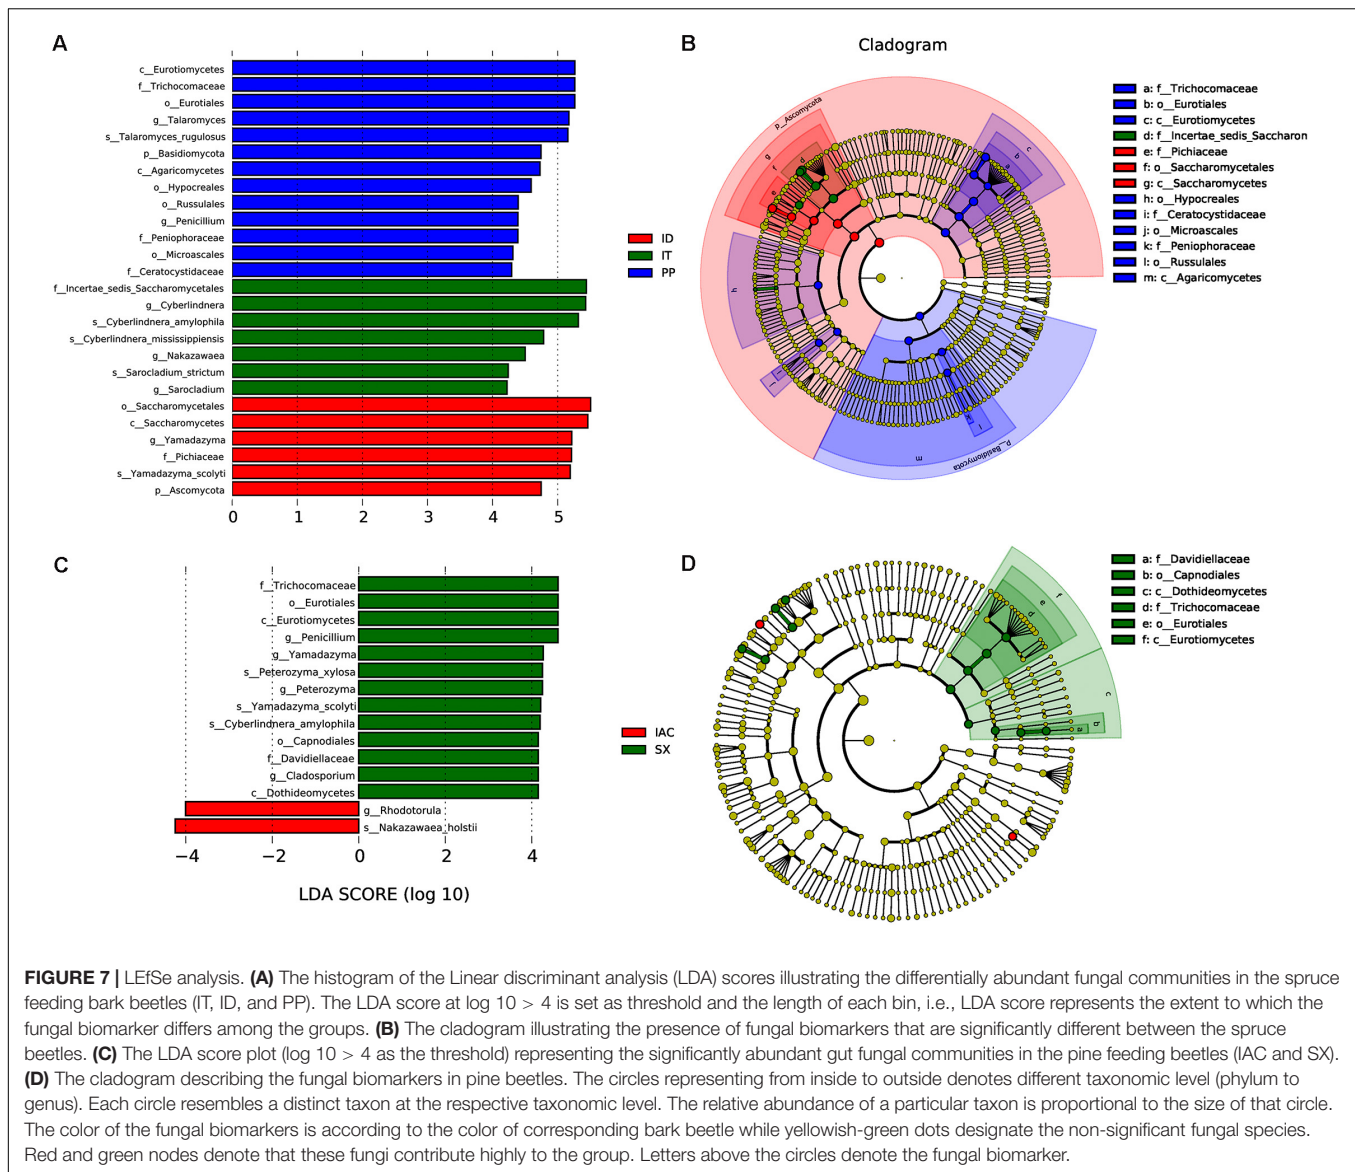 A
c__Eurotiomycetes
f__Trichocomaceae
o__Eurotiales
g__Talaromyces
s__Talaromyces_rugulosus
p__Basidiomycota
c__Agaricomycetes
o__Hypocreales
o__Russulales
g__Penicillium
f__Peniophoraceae
o__Microascales
f__Ceratocystidaceae
f__Incertae_sedis_Saccharomycetales
g__Cyberlindnera
s__Cyberlindnera_amylophila
s__Cyberlindnera_mississippiensis
g__Nakazawaea
s__Sarocladium_strictum
g__Sarocladium
o__Saccharomycetales
c__Saccharomycetes
g__Yamadazyma
f__Pichiaceae
s__Yamadazyma_scolyti
p__Ascomycota
0 1 2 3 4 5
ID
IT
PP
B
Cladogram
P__Ascomycota
g
f
d
e
c
b
a
h
i
j
m
k
l
P__Basidiomycota
a: f__Trichocomaceae
b: o__Eurotiales
c: c__Eurotiomycetes
d: f__Incertae_sedis_Saccharon
e: f__Pichiaceae
f: o__Saccharomycetales
g: c__Saccharomycetes
h: o__Hypocreales
i: f__Ceratocystidaceae
j: o__Microascales
k: f__Peniophoraceae
l: o__Russulales
m: c__Agaricomycetes
C
f__Trichocomaceae
o__Eurotiales
c__Eurotiomycetes
g__Penicillium
g__Yamadazyma
s__Peterozyma_xylosa
g__Peterozyma
s__Yamadazyma_scolyti
s__Cyberlindnera_amylophila
o__Capnodiales
f__Davidiellaceae
g__Cladosporium
c__Dothideomycetes
g__Rhodotorula
s__Nakazawaea_holstii
−4 −2 0 2 4
LDA SCORE (log 10)
IAC
SX
D
f
e
d
c
b
a
a: f__Davidiellaceae
b: o__Capnodiales
c: c__Dothideomycetes
d: f__Trichocomaceae
e: o__Eurotiales
f: c__Eurotiomycetes
FIGURE 7 | LEfSe analysis. (A) The histogram of the Linear discriminant analysis (LDA) scores illustrating the differentially abundant fungal communities in the spruce
feeding bark beetles (IT, ID, and PP). The LDA score at log 10 > 4 is set as threshold and the length of each bin, i.e., LDA score represents the extent to which the
fungal biomarker differs among the groups. (B) The cladogram illustrating the presence of fungal biomarkers that are significantly different between the spruce
beetles. (C) The LDA score plot (log 10 > 4 as the threshold) representing the significantly abundant gut fungal communities in the pine feeding beetles (IAC and SX).
(D) The cladogram describing the fungal biomarkers in pine beetles. The circles representing from inside to outside denotes different taxonomic level (phylum to
genus). Each circle resembles a distinct taxon at the respective taxonomic level. The relative abundance of a particular taxon is proportional to the size of that circle.
The color of the fungal biomarkers is according to the color of corresponding bark beetle while yellowish-green dots designate the non-significant fungal species.
Red and green nodes denote that these fungi contribute highly to the group. Letters above the circles denote the fungal biomarker.